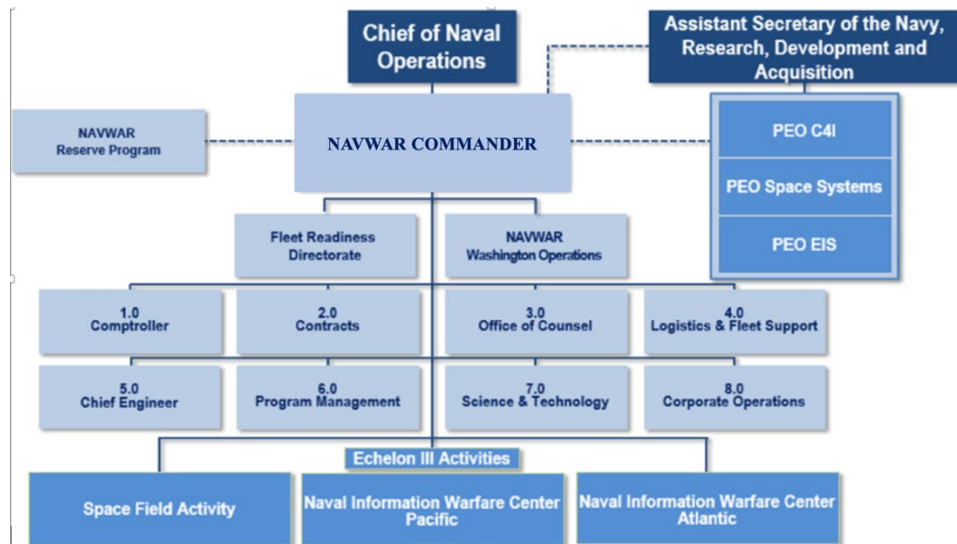 Chief of Naval
Operations
Assistant Secretary of the Navy,
Research, Development and
Acquisition
NAVWAR
Reserve Program
NAVWAR COMMANDER
PEO C4I
PEO Space Systems
PEO EIS
Fleet Readiness
Directorate
NAVWAR
Washington Operations
1.0
Comptroller
2.0
Contracts
3.0
Office of Counsel
4.0
Logistics & Fleet Support
5.0
Chief Engineer
6.0
Program Management
7.0
Science & Technology
8.0
Corporate Operations
Echelon III Activities
Space Field Activity
Naval Information Warfare Center
Pacific
Naval Information Warfare Center
Atlantic